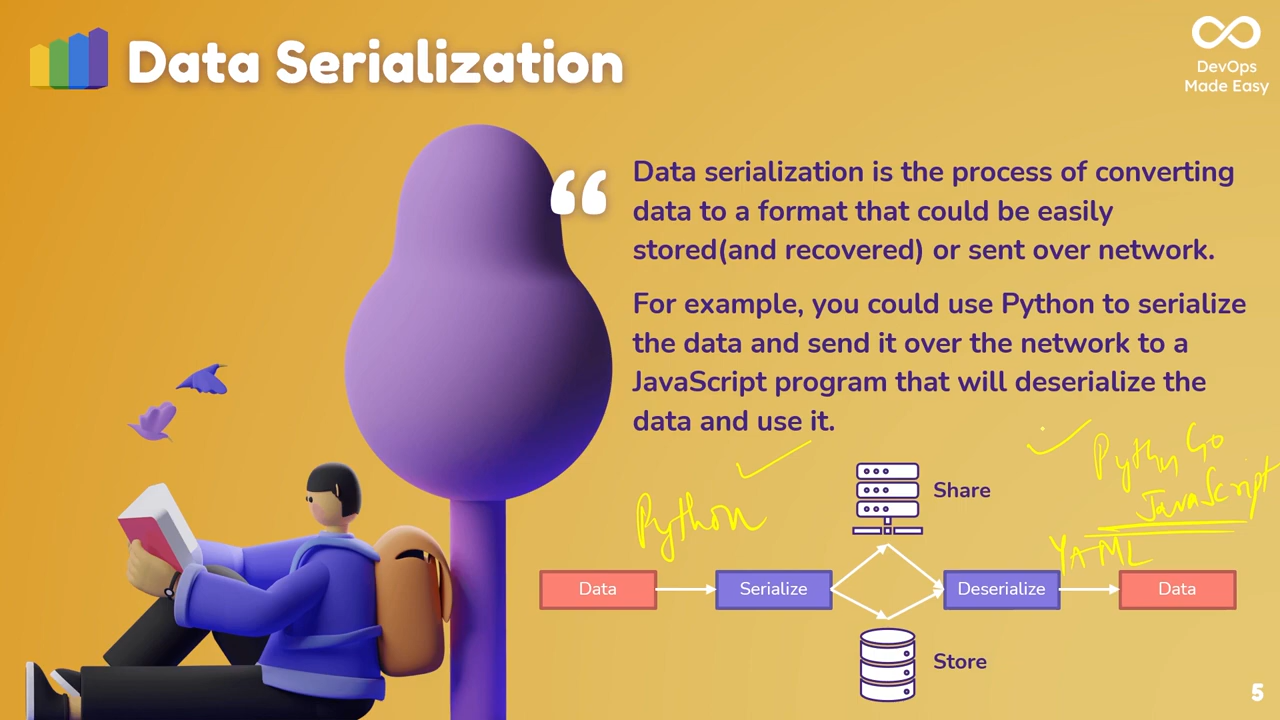 Data Serialization
DevOps
Made Easy
“
Data serialization is the process of converting
data to a format that could be easily
stored(and recovered) or sent over network.
For example, you could use Python to serialize
the data and send it over the network to a
JavaScript program that will deserialize the
data and use it.
Python Go
JavaScript
YAML
Python
Share
Data
Serialize
Deserialize
Data
Store
5